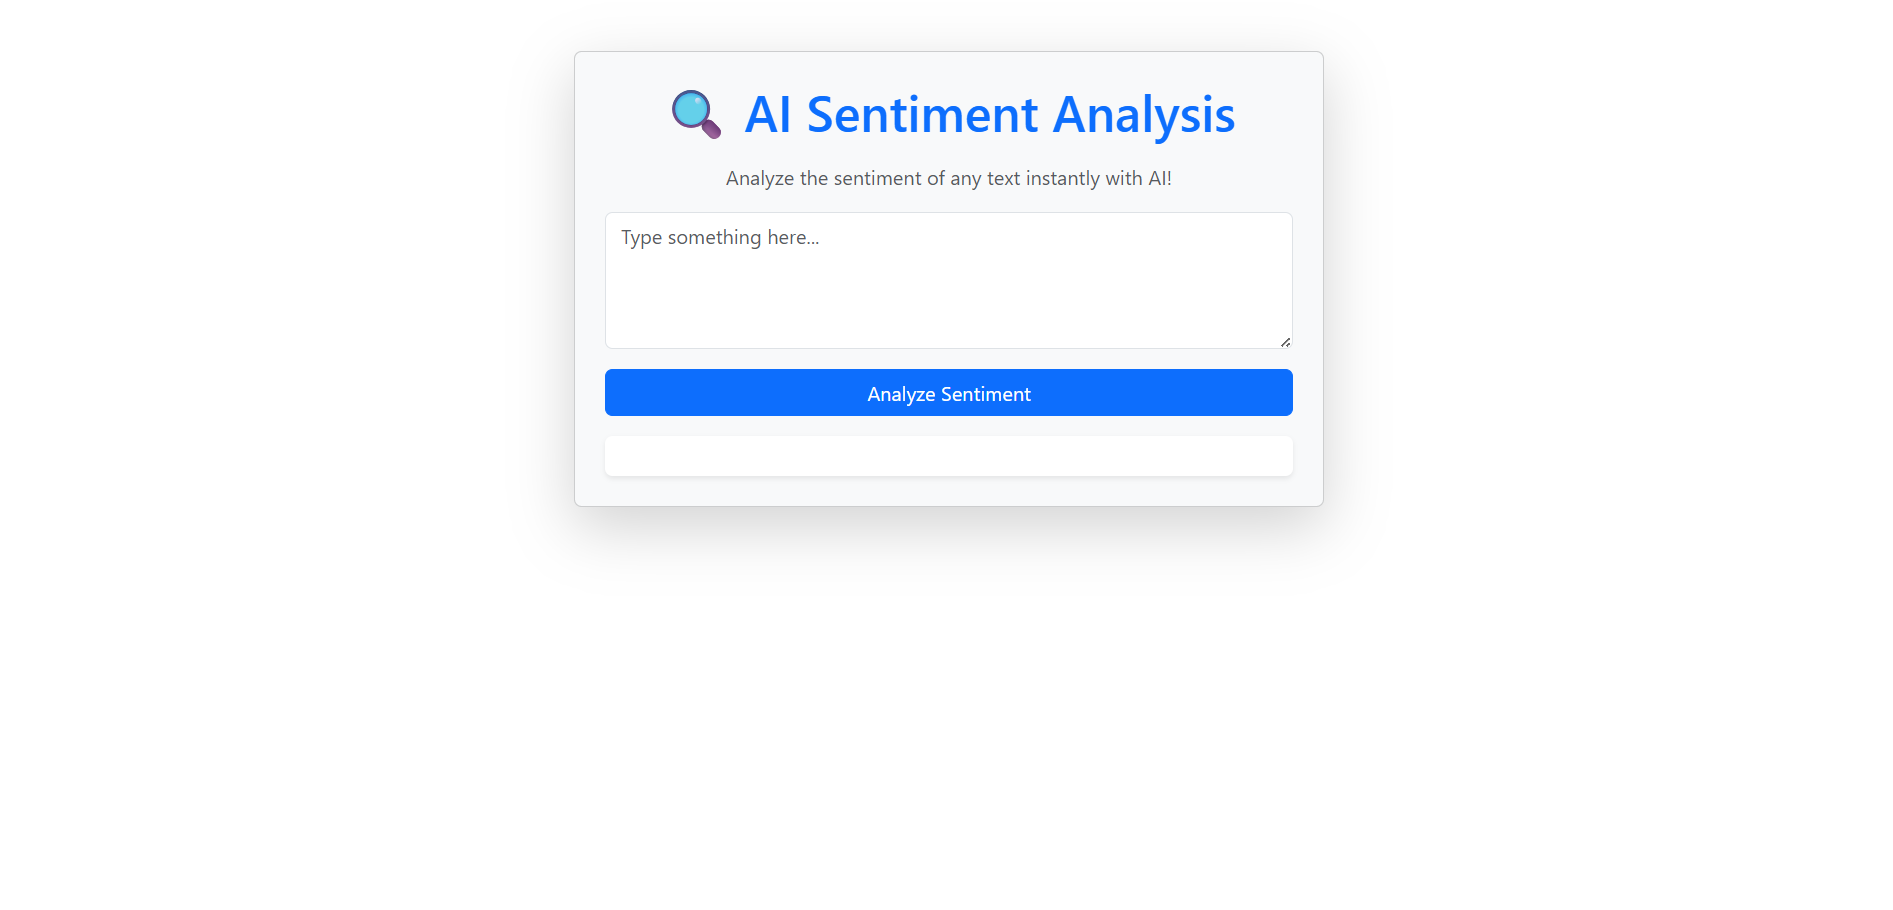 🔍 AI Sentiment Analysis
Analyze the sentiment of any text instantly with AI!
Type something here...
Analyze Sentiment